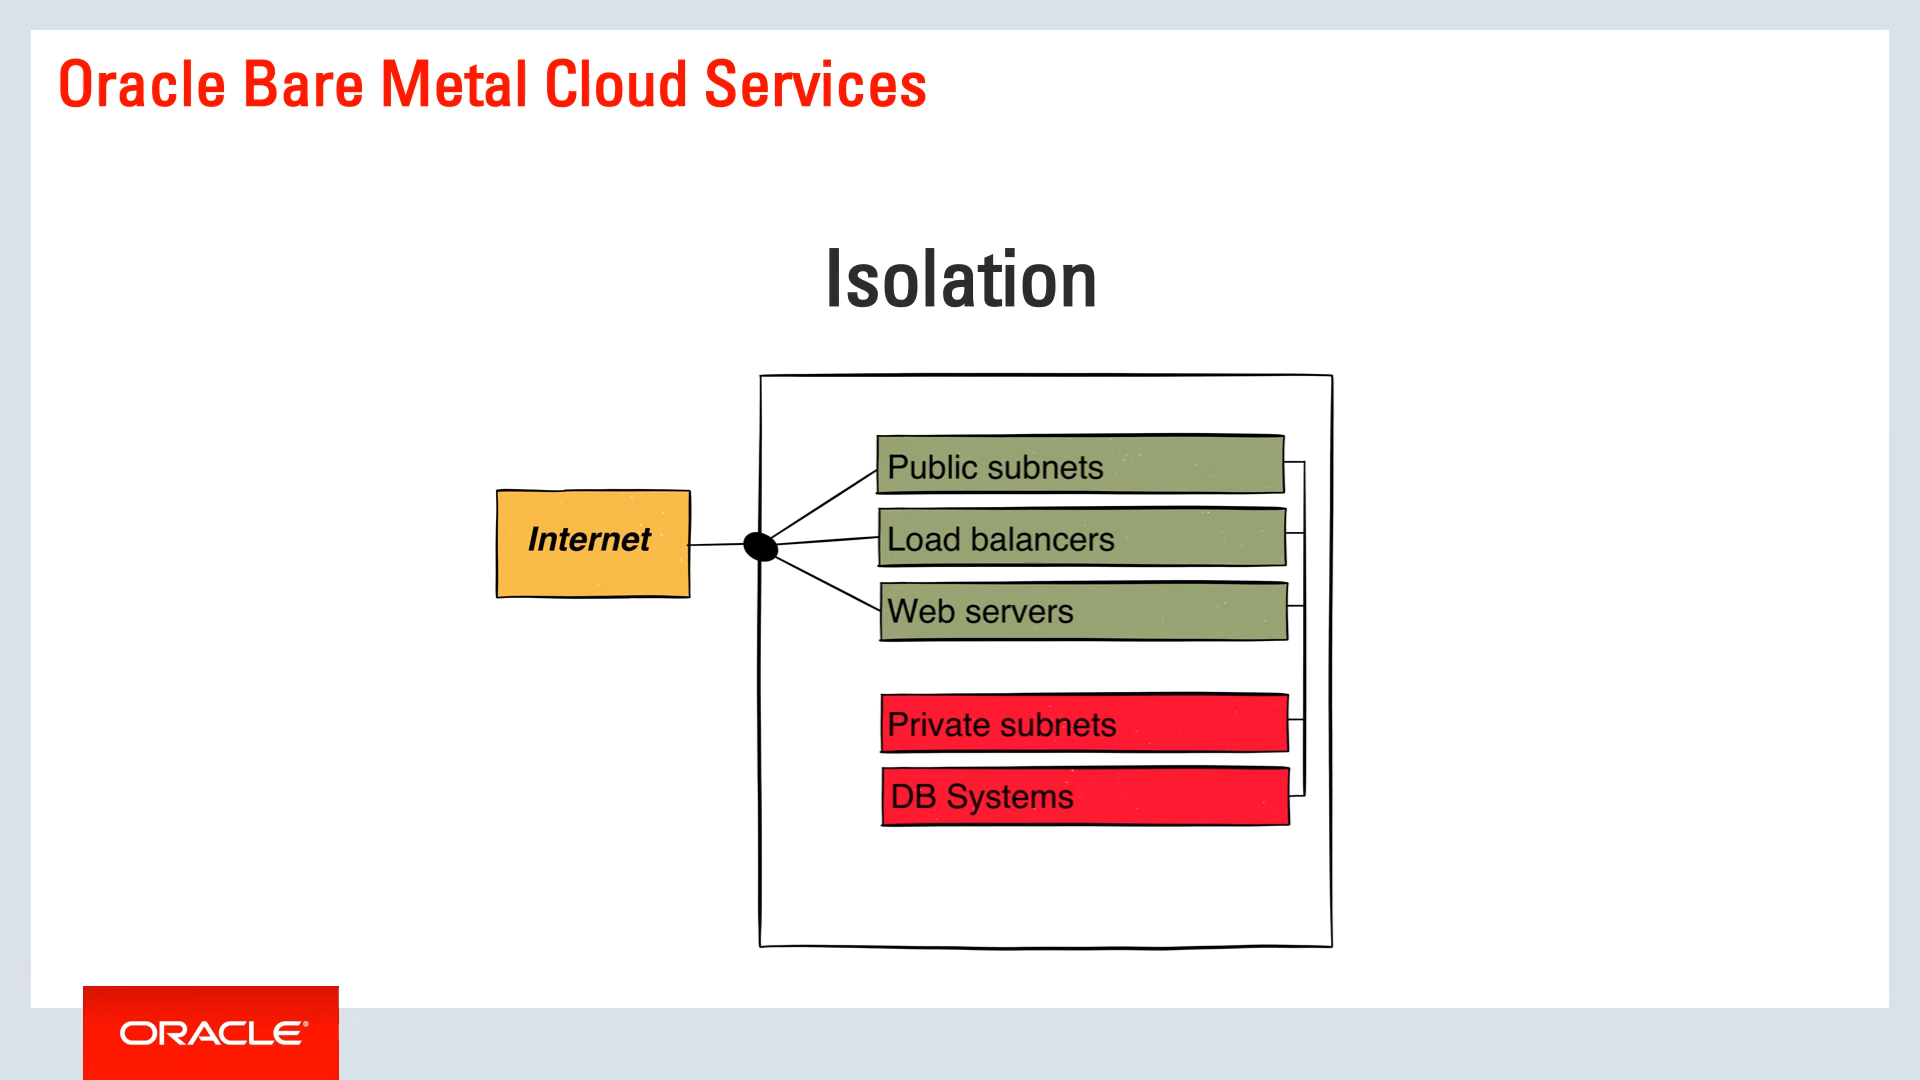 Oracle Bare Metal Cloud Services
Isolation
Internet
Public subnets
Load balancers
Web servers
Private subnets
DB Systems
ORACLE®